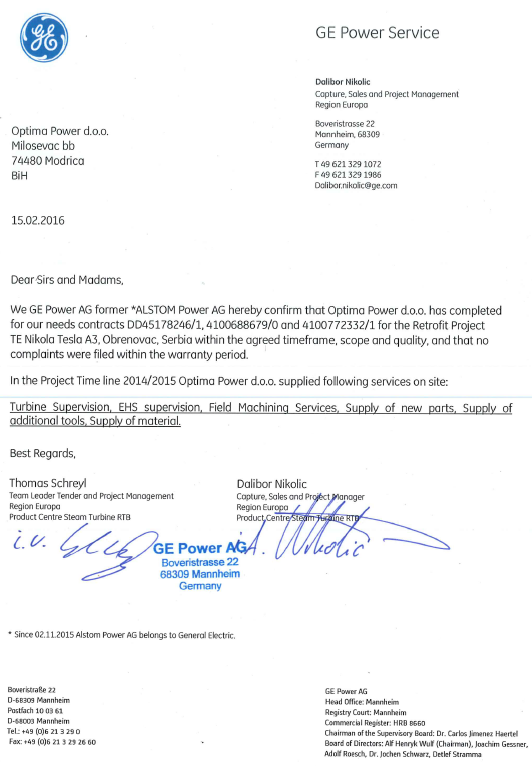 GE
GE Power Service
Dalibor Nikolic
Capture, Sales and Project Management
Region Europa
Boveristrasse 22
Mannheim, 68309
Germany
T 49 621 329 1072
F 49 621 329 1986
Dalibor.nikolic@ge.com
Optima Power d.o.o.
Milosevac bb
74480 Modrica
BiH
15.02.2016
Dear Sirs and Madams,
We GE Power AG former *ALSTOM Power AG hereby confirm that Optima Power d.o.o. has completed
for our needs contracts DD45178246/1, 4100688679/0 and 4100772332/1 for the Retrofit Project
TE Nikola Tesla A3, Obrenovac, Serbia within the agreed timeframe, scope and quality, and that no
complaints were filed within the warranty period.
In the Project Time line 2014/2015 Optima Power d.o.o. supplied following services on site:
Turbine Supervision, EHS supervision, Field Machining Services, Supply of new parts, Supply of
additional tools, Supply of material.
Best Regards,
Thomas Schreyl
Team Leader Tender and Project Management
Region Europa
Product Centre Steam Turbine RTB
Dalibor Nikolic
Capture, Sales and Project Manager
Region Europa
Product Centre Steam Turbine RTB
i.V.
GE Power AG
Boveristrasse 22
68309 Mannheim
Germany
i.A. Nikolic
* Since 02.11.2015 Alstom Power AG belongs to General Electric.
Boveristraße 22
D-68309 Mannheim
Postfach 10 03 61
D-68003 Mannheim
Tel.: +49 (0)6 21 3 29 0
Fax: +49 (0)6 21 3 29 26 60
GE Power AG
Head Office: Mannheim
Registry Court: Mannheim
Commercial Register: HRB 8660
Chairman of the Supervisory Board: Dr. Carlos Jimenez Haertel
Board of Directors: Alf Henryk Wulf (Chairman), Joachim Gessner,
Adolf Roesch, Dr. Jochen Schwarz, Detlef Stramma